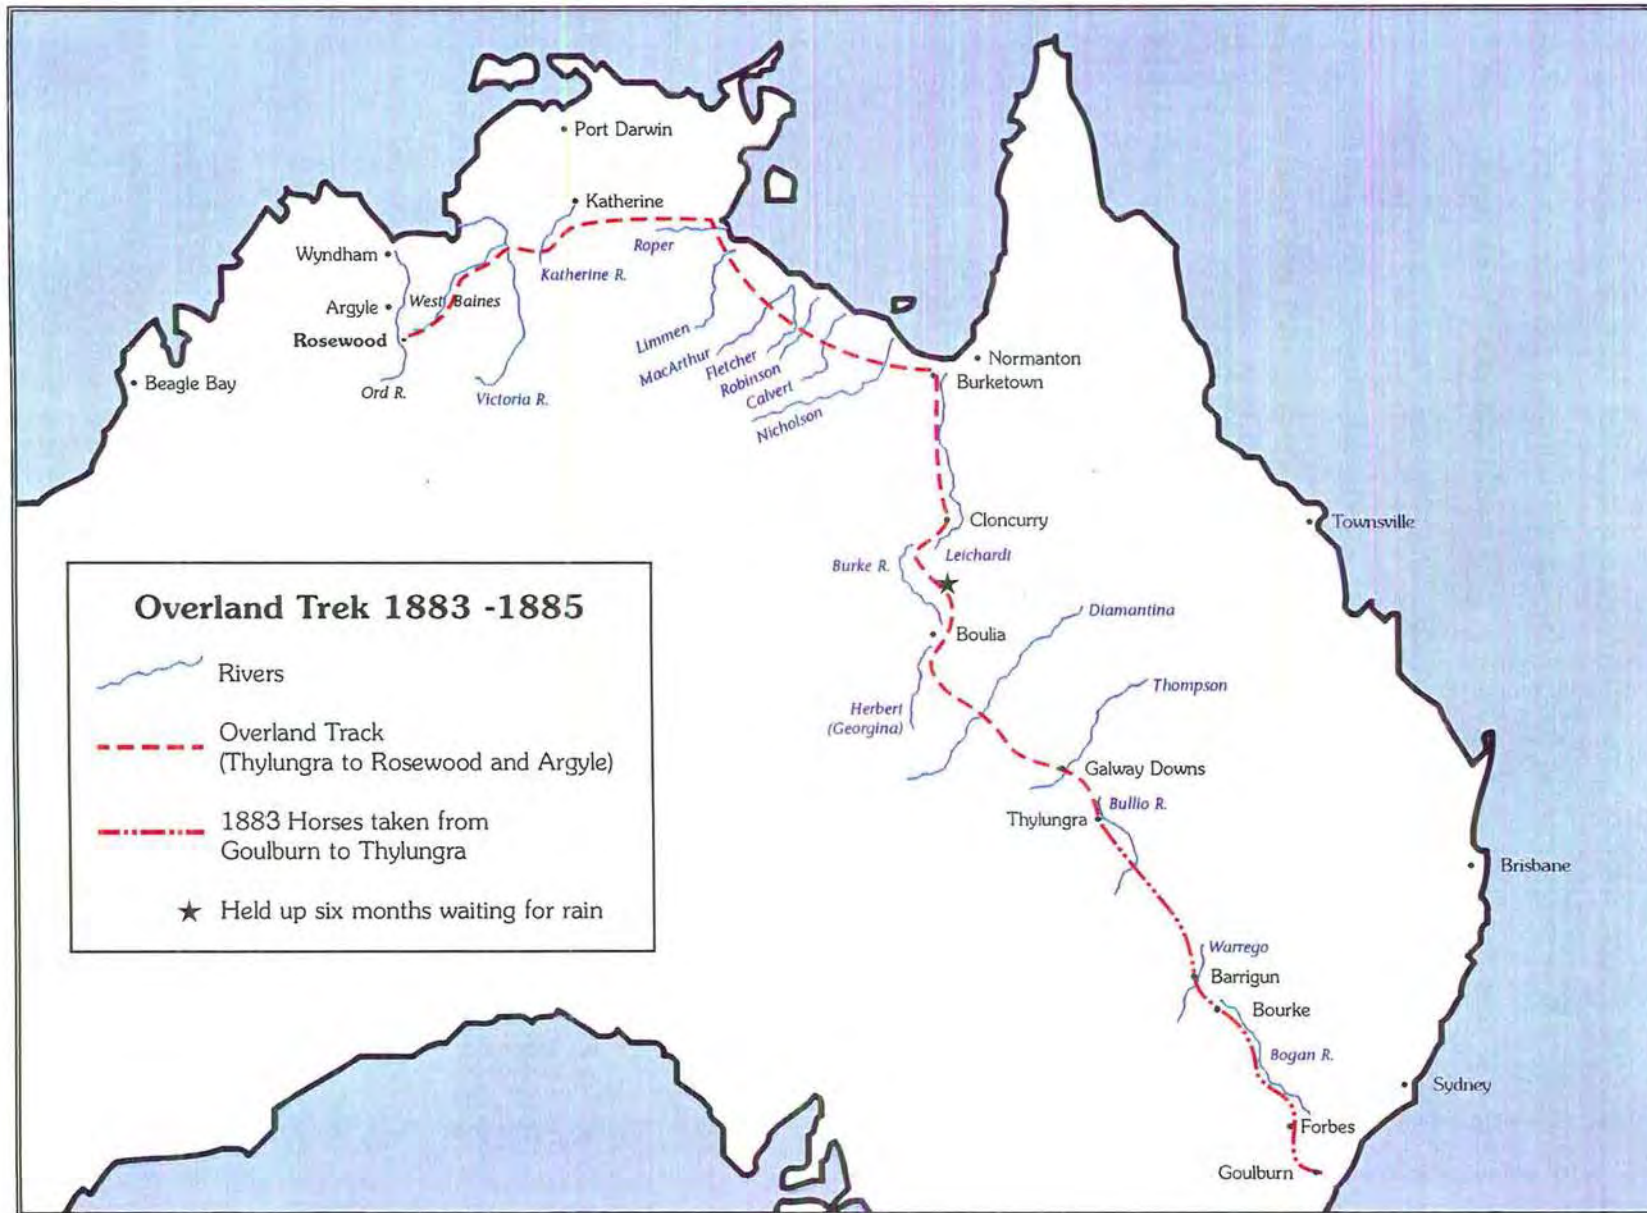 Port Darwin
Katherine
Wyndham
Roper
Katherine R.
Argyle
West Baines
Rosewood
Limmen
MacArthur
Fletcher
Robinson
Calvert
Nicholson
Normanton
Burketown
Beagle Bay
Ord R.
Victoria R.
Cloncurry
Townsville
Leichardt
Burke R.
Boulia
Diamantina
Thompson
Herbert
(Georgina)
Galway Downs
Bullio R.
Thylungra
Brisbane
Warrego
Barrigun
Bourke
Bogan R.
Sydney
Forbes
Goulburn
Overland Trek 1883 -1885
Rivers
Overland Track
(Thylungra to Rosewood and Argyle)
1883 Horses taken from
Goulburn to Thylungra
Held up six months waiting for rain